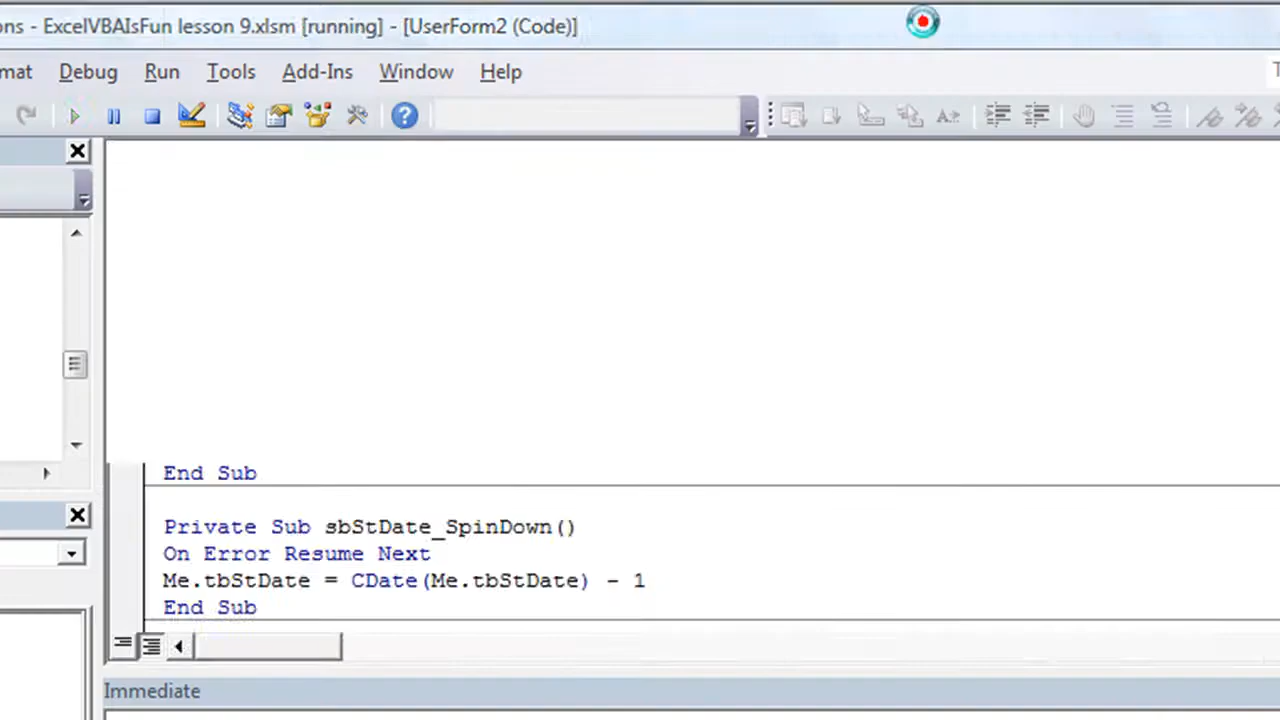 ons - ExcelVBAIsFun lesson 9.xlsm [running] - [UserForm2 (Code)]
mat Debug Run Tools Add-Ins Window Help
End Sub
Private Sub sbStDate_SpinDown()
On Error Resume Next
Me.tbStDate = CDate(Me.tbStDate) - 1
End Sub
Immediate